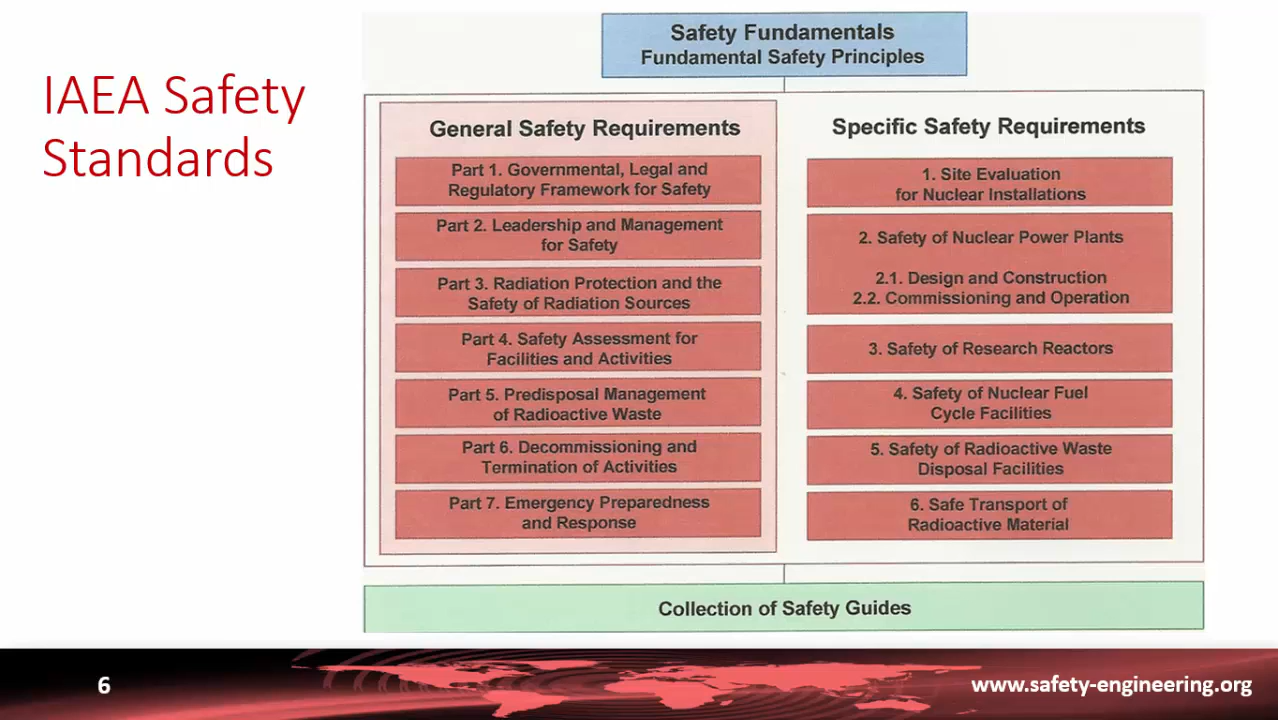 IAEA Safety
Standards
Safety Fundamentals
Fundamental Safety Principles
General Safety Requirements
Part 1. Governmental, Legal and
Regulatory Framework for Safety
Part 2. Leadership and Management
for Safety
Part 3. Radiation Protection and the
Safety of Radiation Sources
Part 4. Safety Assessment for
Facilities and Activities
Part 5. Predisposal Management
of Radioactive Waste
Part 6. Decommissioning and
Termination of Activities
Part 7. Emergency Preparedness
and Response
Specific Safety Requirements
1. Site Evaluation
for Nuclear Installations
2. Safety of Nuclear Power Plants
2.1. Design and Construction
2.2. Commissioning and Operation
3. Safety of Research Reactors
4. Safety of Nuclear Fuel
Cycle Facilities
5. Safety of Radioactive Waste
Disposal Facilities
6. Safe Transport of
Radioactive Material
Collection of Safety Guides
6
www.safety-engineering.org